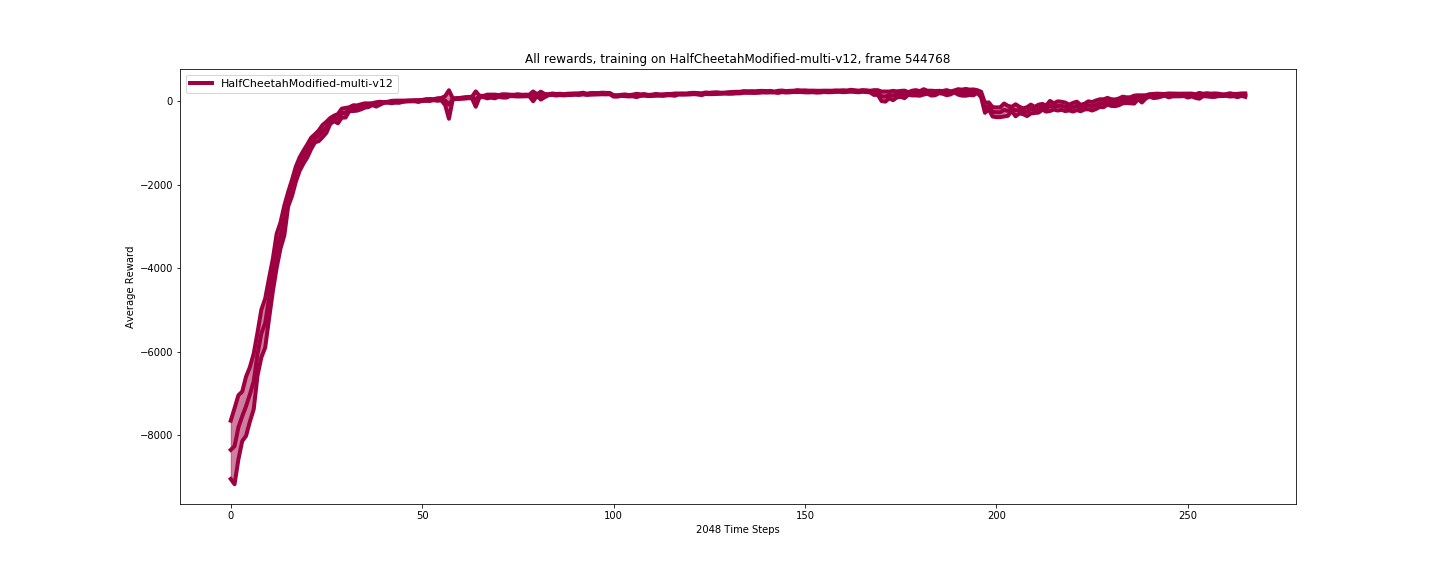 All rewards, training on HalfCheetahModified-multi-v12, frame 544768
HalfCheetahModified-multi-v12
0
−2000
−4000
−6000
−8000
Average Reward
0 50 100 150 200 250
2048 Time Steps